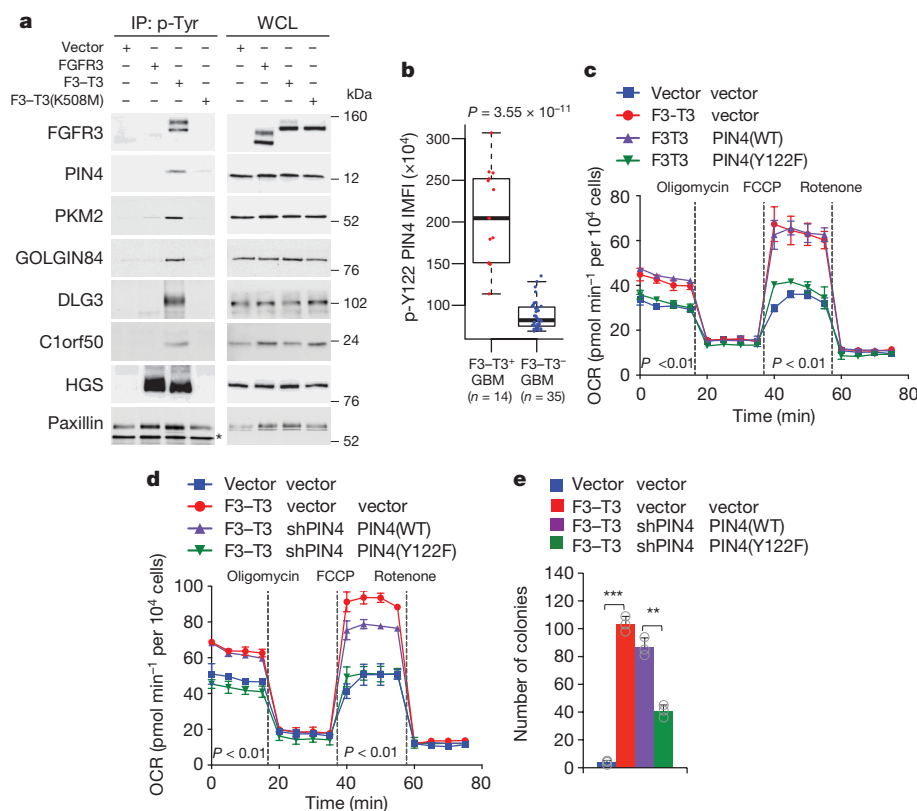 a
IP: p-Tyr WCL
Vector + – – – + – – –
FGFR3 – + – – – + – –
F3–T3 – – + – – – + –
F3–T3(K508M) – – – + – – – +
kDa
FGFR3 160
PIN4 12
PKM2 52
GOLGIN84 76
DLG3 102
C1orf50 24
HGS 76
Paxillin * 52
b
P = 3.55 × 10−11
p-Y122 PIN4 IMFI (×104)
300
250
200
150
100
F3–T3+ GBM (n = 14)
F3–T3− GBM (n = 35)
c
Vector vector
F3-T3 vector
F3T3 PIN4(WT)
F3T3 PIN4(Y122F)
Oligomycin FCCP Rotenone
OCR (pmol min−1 per 104 cells)
80
60
40
20
0
P <0.01 P < 0.01
0 20 40 60 80
Time (min)
d
Vector vector
F3–T3 vector vector
F3–T3 shPIN4 PIN4(WT)
F3–T3 shPIN4 PIN4(Y122F)
Oligomycin FCCP Rotenone
OCR (pmol min−1 per 104 cells)
100
80
60
40
20
0
P < 0.01 P < 0.01
0 20 40 60 80
Time (min)
e
Vector vector
F3–T3 vector vector
F3–T3 shPIN4 PIN4(WT)
F3–T3 shPIN4 PIN4(Y122F)
Number of colonies
140
120
100
80
60
40
20
0
*** **